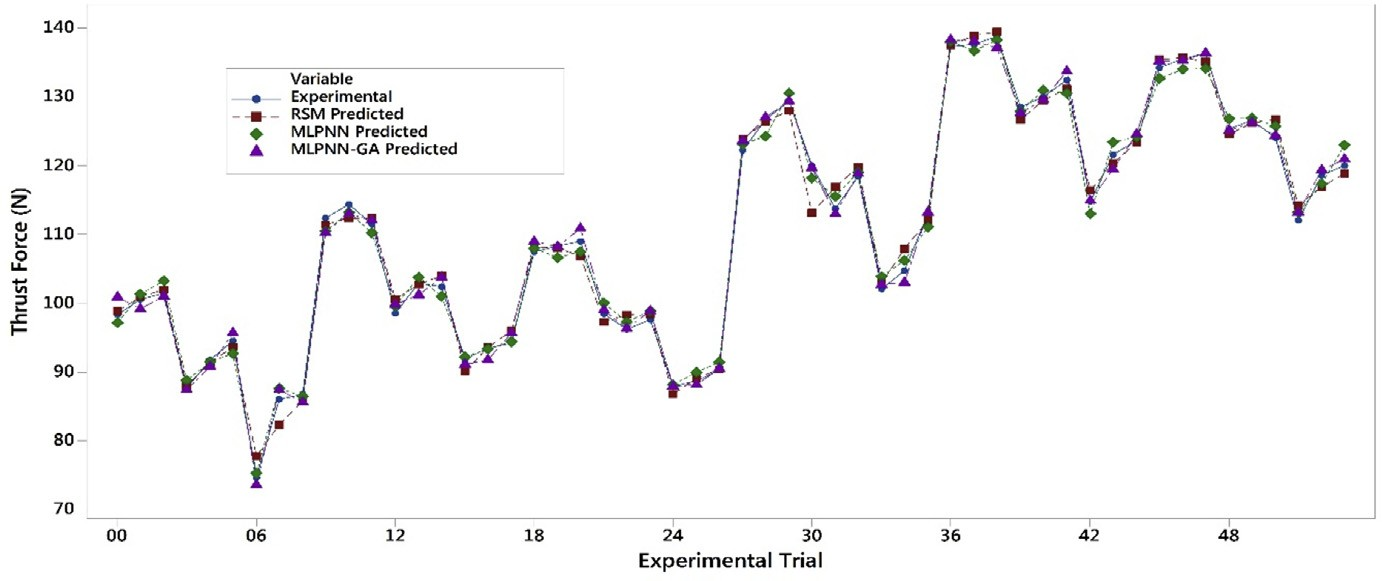 140
130
120
110
100
90
80
70
Thrust Force (N)
Variable
Experimental
RSM Predicted
MLPNN Predicted
MLPNN-GA Predicted
00 06 12 18 24 30 36 42 48
Experimental Trial